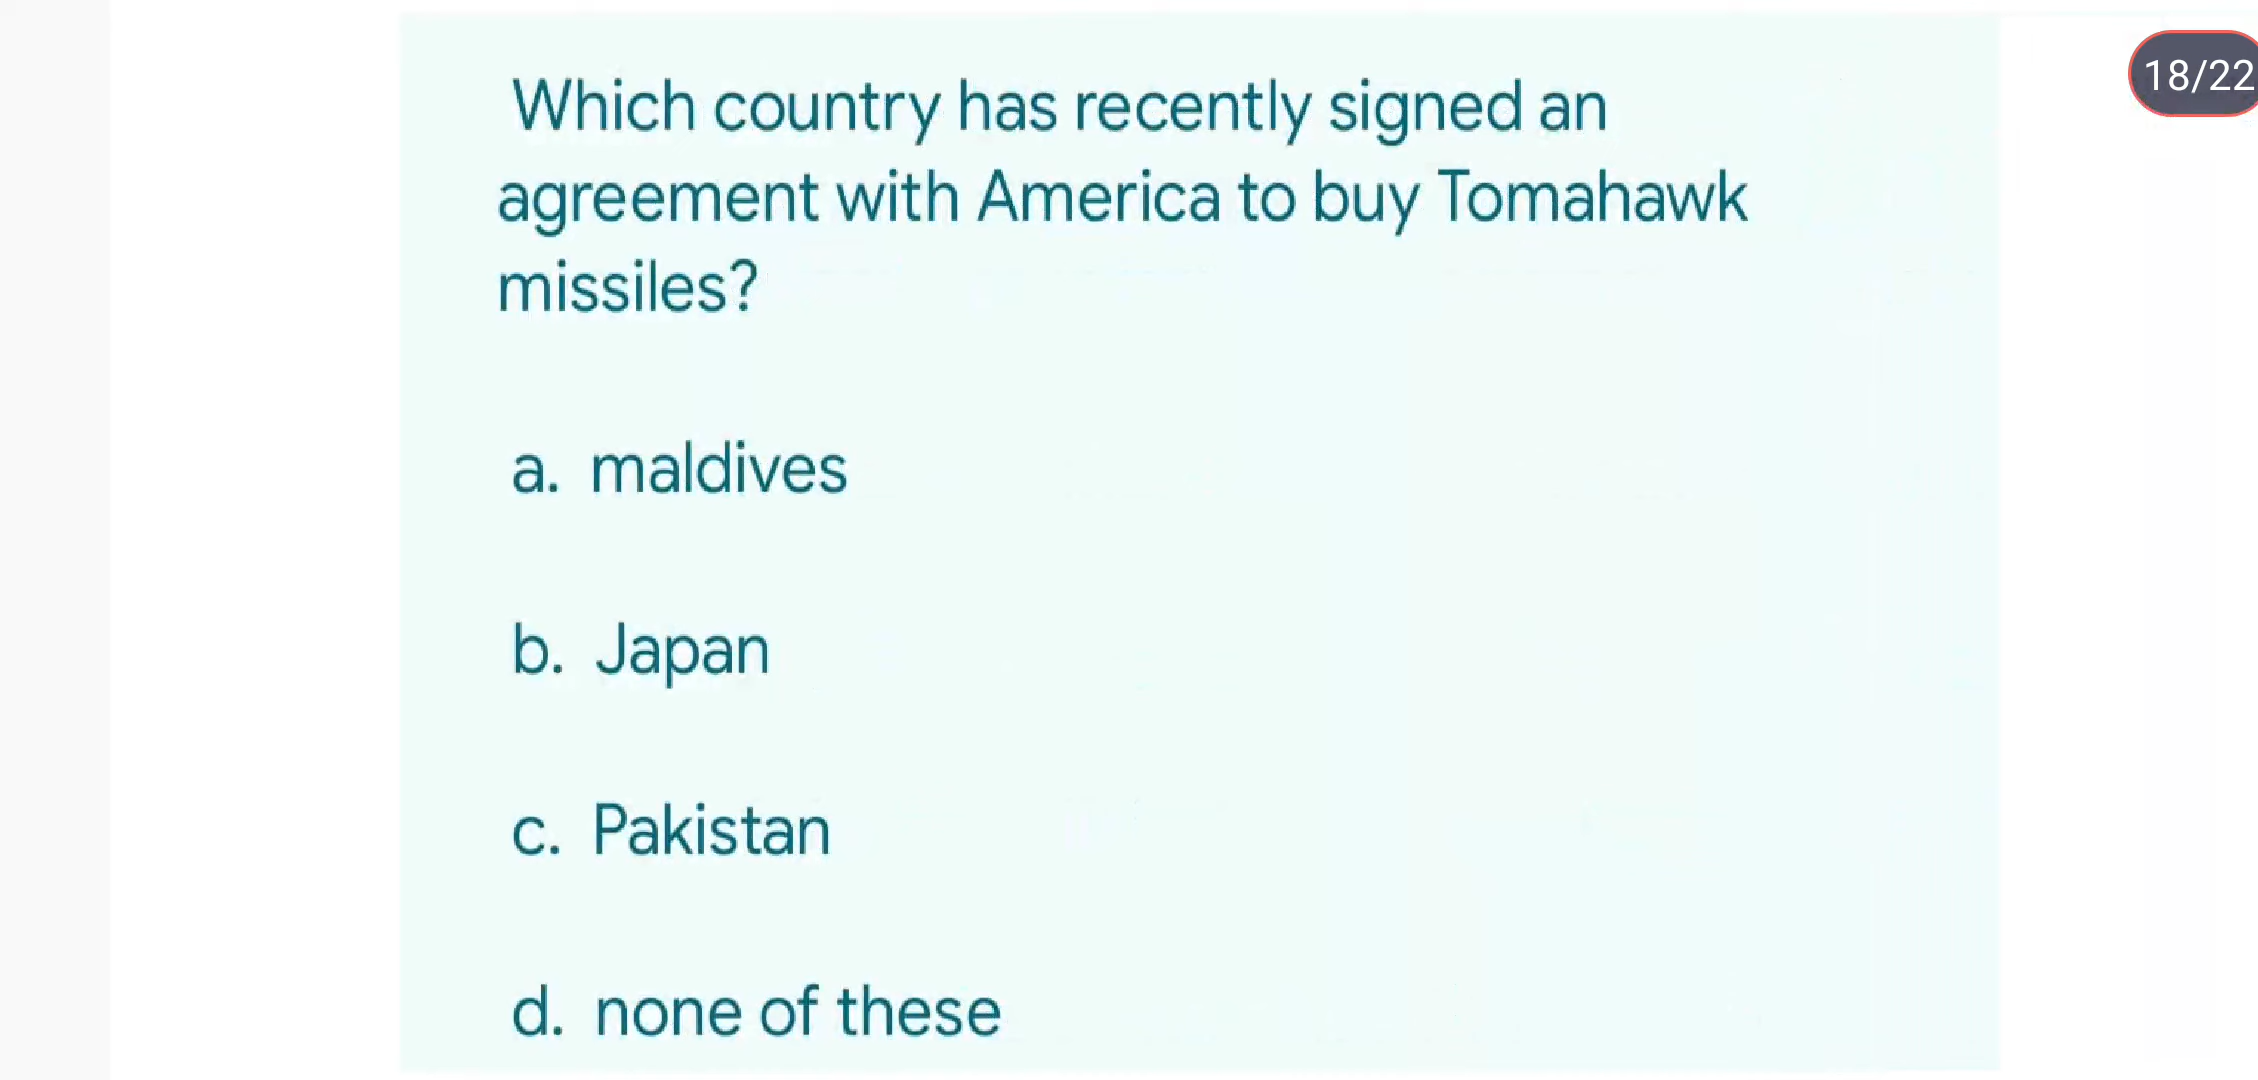 Which country has recently signed an
18/22
agreement with America to buy Tomahawk
missiles?
a. maldives
b. Japan
c. Pakistan
d. none of these